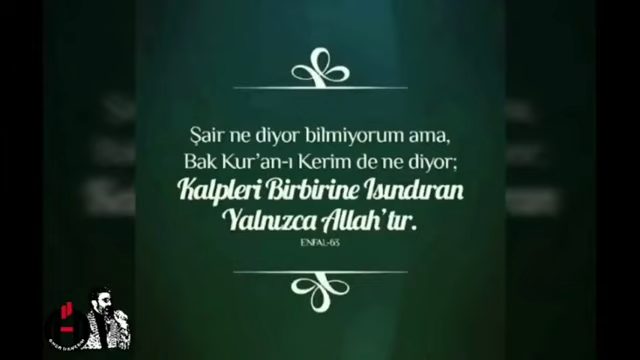 Şair ne diyor bilmiyorum ama,
Bak Kur'an-ı Kerim de ne diyor;
Kalpleri Birbirine Isındıran
Yalnızca Allah'tır.
ENFAL-63